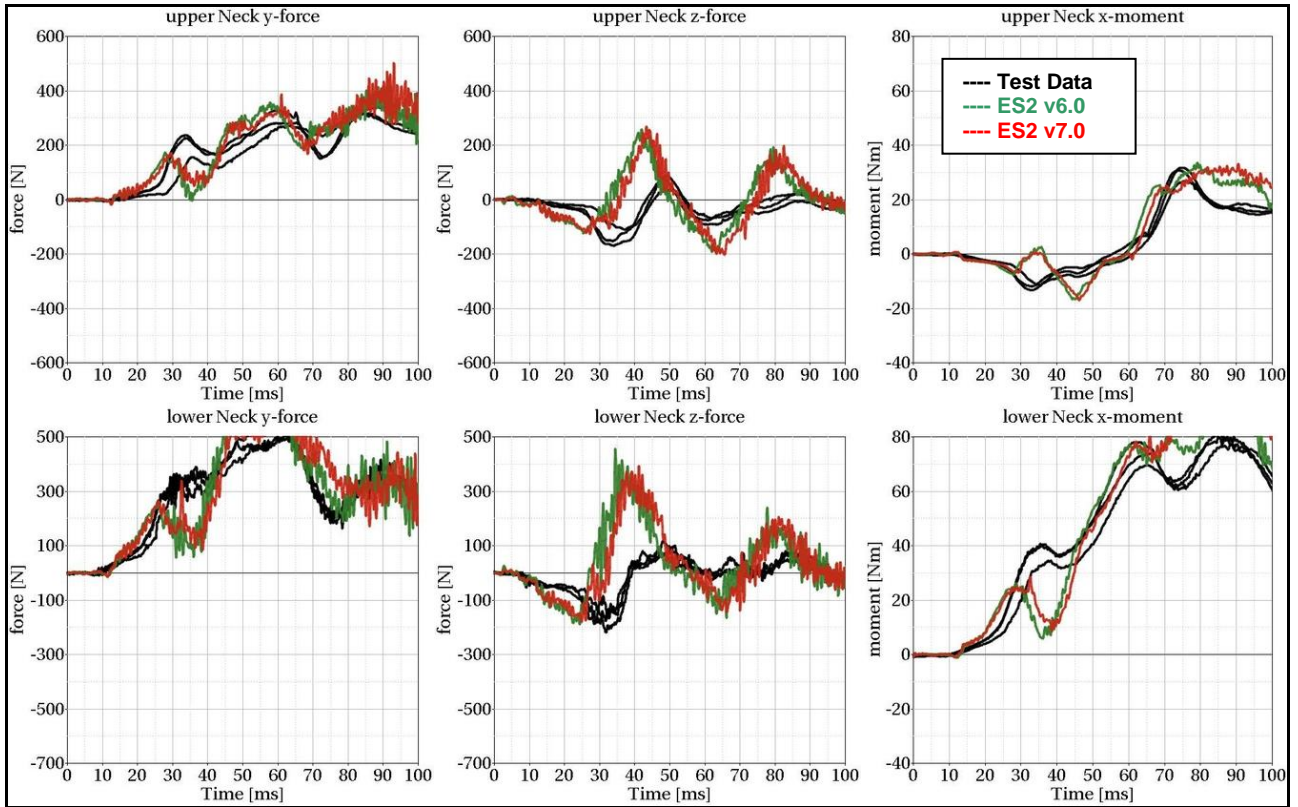 upper Neck y-force
600
400
200
0
-200
-400
-600
force [N]
0 10 20 30 40 50 60 70 80 90 100
Time [ms]
upper Neck z-force
600
400
200
0
-200
-400
-600
force [N]
0 10 20 30 40 50 60 70 80 90 100
Time [ms]
upper Neck x-moment
80
60
40
20
0
-20
-40
moment [Nm]
0 10 20 30 40 50 60 70 80 90 100
Time [ms]
---- Test Data
---- ES2 v6.0
---- ES2 v7.0
lower Neck y-force
500
300
100
-100
-300
-500
-700
force [N]
0 10 20 30 40 50 60 70 80 90 100
Time [ms]
lower Neck z-force
500
300
100
-100
-300
-500
-700
force [N]
0 10 20 30 40 50 60 70 80 90 100
Time [ms]
lower Neck x-moment
80
60
40
20
0
-20
-40
moment [Nm]
0 10 20 30 40 50 60 70 80 90 100
Time [ms]